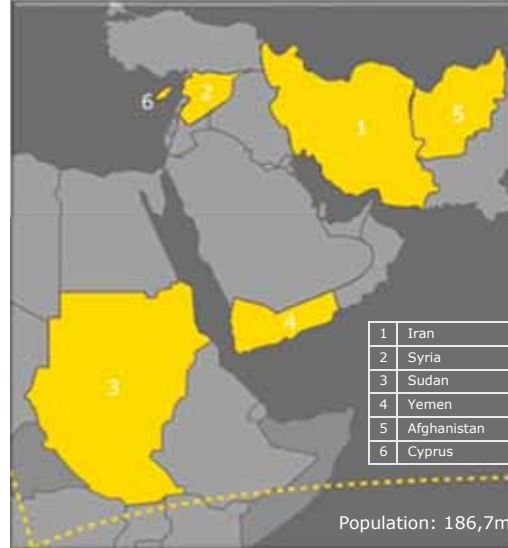 1
2
3
4
5
6
1 Iran
2 Syria
3 Sudan
4 Yemen
5 Afghanistan
6 Cyprus
Population: 186,7m